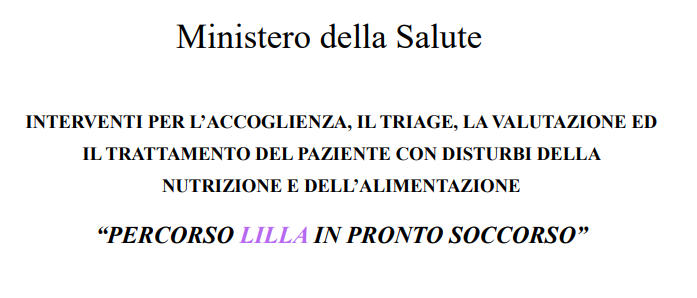 Ministero della Salute
INTERVENTI PER L’ACCOGLIENZA, IL TRIAGE, LA VALUTAZIONE ED
IL TRATTAMENTO DEL PAZIENTE CON DISTURBI DELLA
NUTRIZIONE E DELL’ALIMENTAZIONE
“PERCORSO LILLA IN PRONTO SOCCORSO”